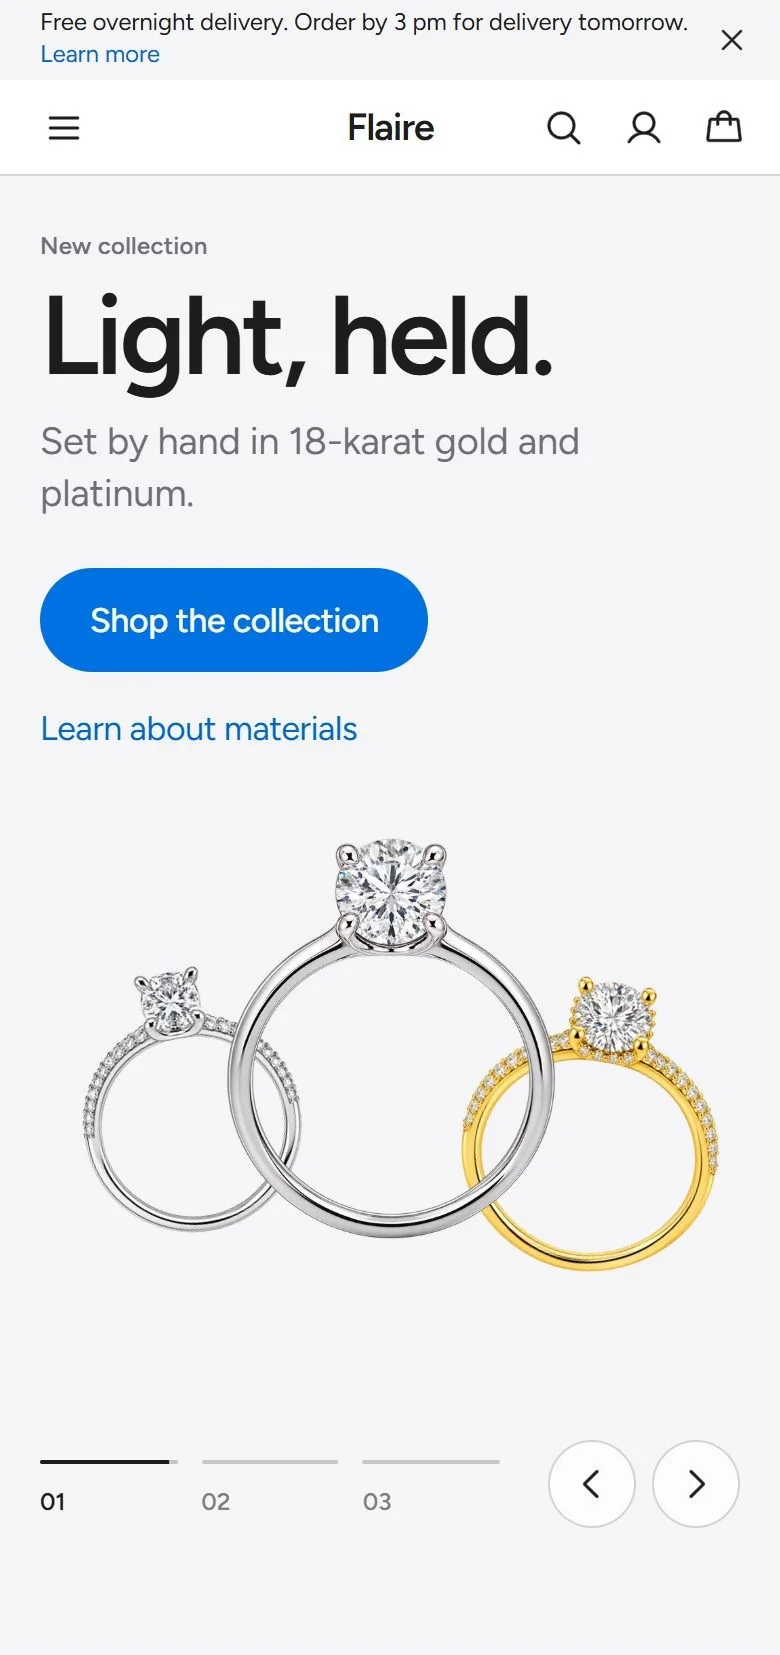 Free overnight delivery. Order by 3 pm for delivery tomorrow.
Learn more
Flaire
New collection
Light, held.
Set by hand in 18-karat gold and
platinum.
Shop the collection
Learn about materials
01
02
03